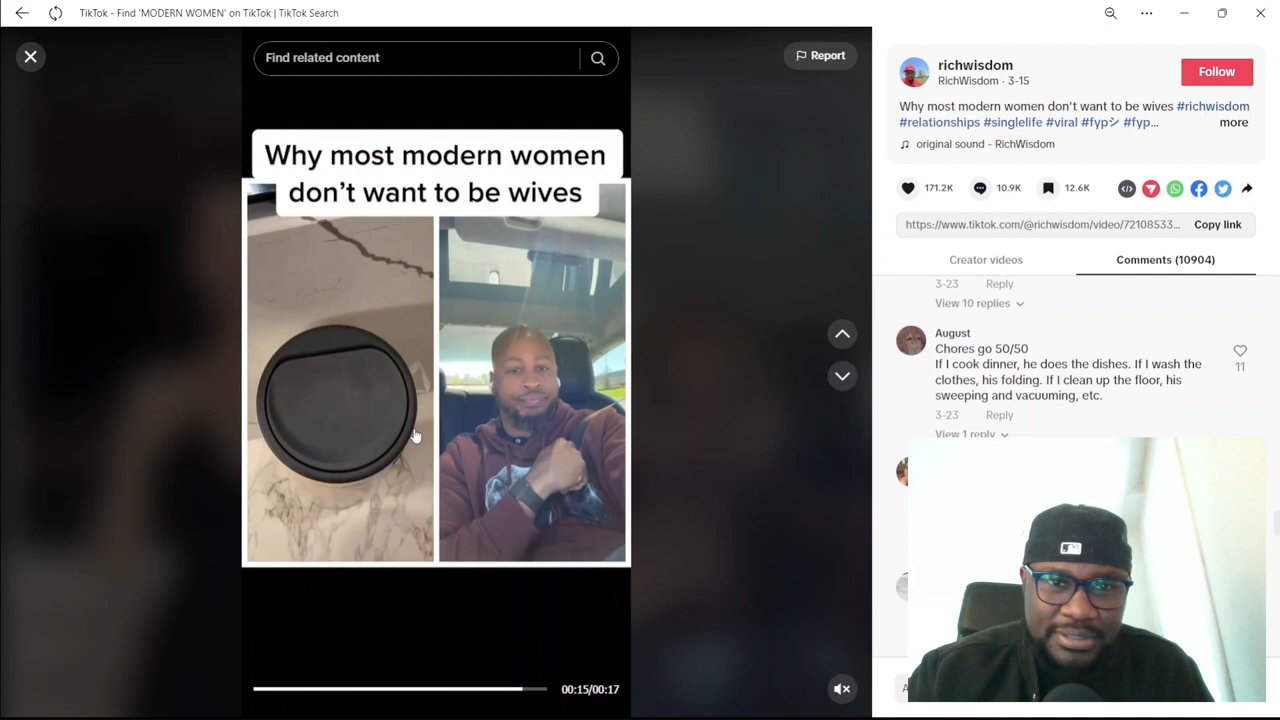 TikTok - Find 'MODERN WOMEN' on TikTok | TikTok Search
Find related content
Report
Why most modern women
don't want to be wives
00:15/00:17
richwisdom
RichWisdom · 3-15
Follow
Why most modern women don't want to be wives #richwisdom
#relationships #singlelife #viral #fypシ #fyp...
more
original sound - RichWisdom
171.2K
10.9K
12.6K
https://www.tiktok.com/@richwisdom/video/72108533...
Copy link
Creator videos
Comments (10904)
3-23
Reply
View 10 replies
August
Chores go 50/50
If I cook dinner, he does the dishes. If I wash the
clothes, his folding. If I clean up the floor, his
sweeping and vacuuming, etc.
11
3-23
Reply
View 1 reply